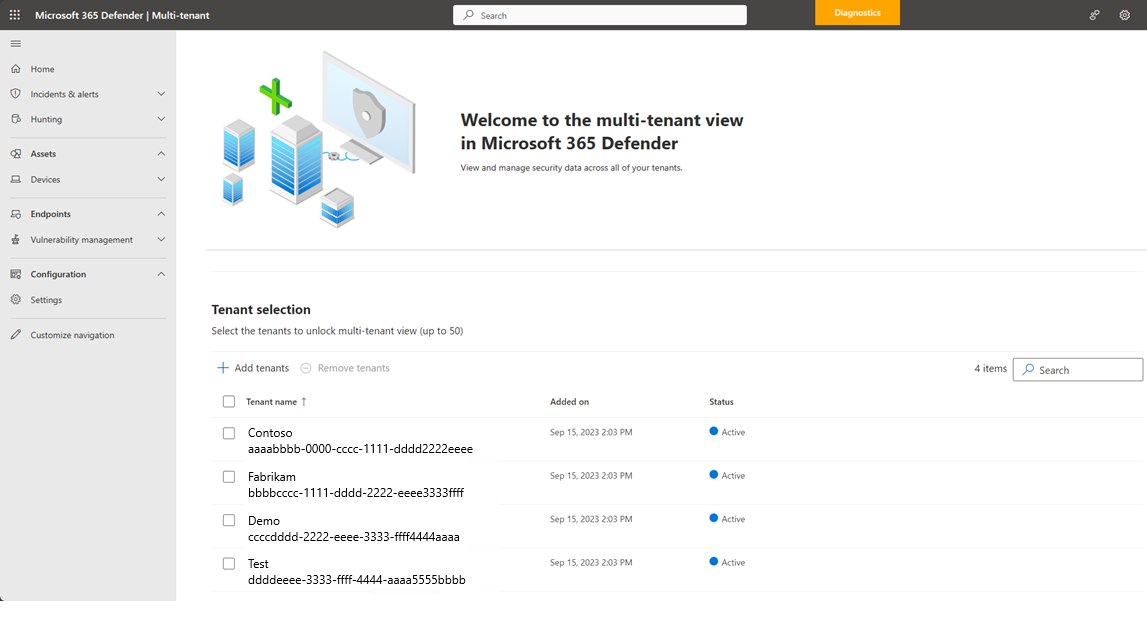 Microsoft 365 Defender | Multi-tenant
Search
Diagnostics
Home
Incidents & alerts
Hunting
Assets
Devices
Endpoints
Vulnerability management
Configuration
Settings
Customize navigation
Welcome to the multi-tenant view
in Microsoft 365 Defender
View and manage security data across all of your tenants.
Tenant selection
Select the tenants to unlock multi-tenant view (up to 50)
Add tenants Remove tenants 4 items Search
Tenant name ↑ Added on Status
Contoso Sep 15, 2023 2:03 PM Active
aaaabbbb-0000-cccc-1111-dddd2222eeee
Fabrikam Sep 15, 2023 2:03 PM Active
bbbbcccc-1111-dddd-2222-eeee3333ffff
Demo Sep 15, 2023 2:03 PM Active
ccccdddd-2222-eeee-3333-ffff4444aaaa
Test Sep 15, 2023 2:03 PM Active
ddddeeee-3333-ffff-4444-aaaa5555bbbb